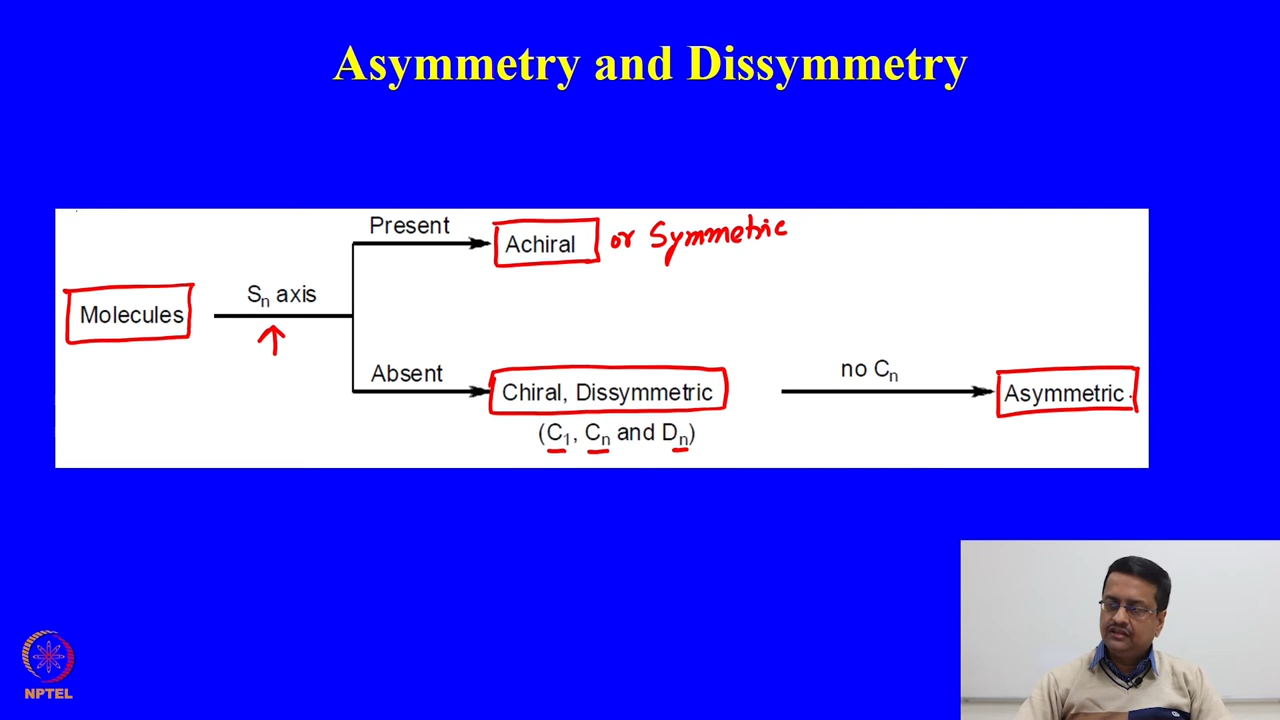 Asymmetry and Dissymmetry
Present
Achiral or Symmetric
Sn axis
Molecules
Absent
no Cn
Chiral, Dissymmetric
Asymmetric
(C1, Cn and Dn)
NPTEL